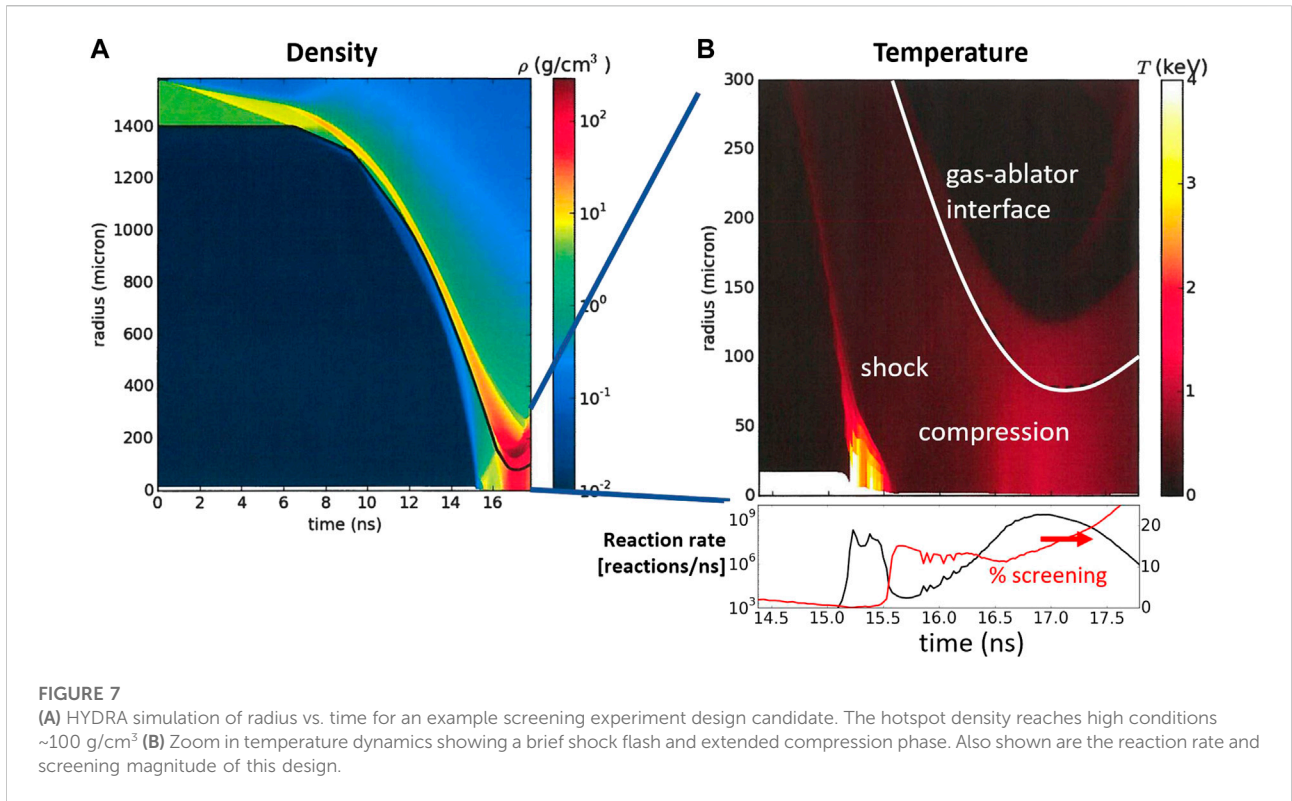 A
Density
ρ (g/cm³)
10²
10¹
10⁰
10⁻¹
10⁻²
radius (micron)
1400
1200
1000
800
600
400
200
0
0 2 4 6 8 10 12 14 16
time (ns)
B
Temperature
T (keV)
4
3
2
1
0
radius (micron)
300
250
200
150
100
50
0
gas-ablator
interface
shock
compression
Reaction rate
[reactions/ns]
10⁹
10⁶
10³
20
10
0
% screening
14.5 15.0 15.5 16.0 16.5 17.0 17.5
time (ns)
FIGURE 7
(A) HYDRA simulation of radius vs. time for an example screening experiment design candidate. The hotspot density reaches high conditions
~100 g/cm³ (B) Zoom in temperature dynamics showing a brief shock flash and extended compression phase. Also shown are the reaction rate and
screening magnitude of this design.